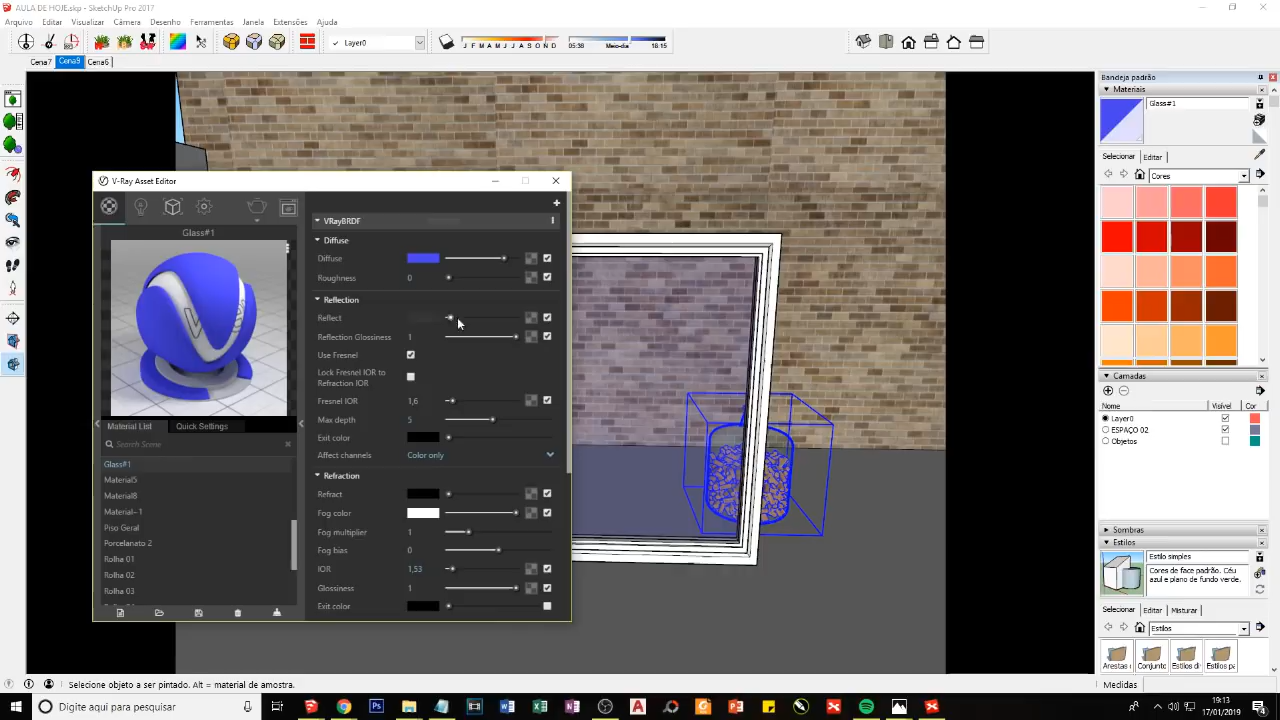 AULA DE HOJE.skp - SketchUp Pro 2017
Arquivo Editar Visualizar Câmera Desenho Ferramentas Janela Extensões Ajuda
Layer0
J F M A M J J A S O N D
05:38 Meio-dia 18:15
Cena7 Cena9 Cena6
V-Ray Asset Editor
Glass#1
Material List Quick Settings
Search Scene
Glass#1
Material5
Material8
Material~1
Piso Geral
Porcelanato 2
Rolha 01
Rolha 02
Rolha 03
VRayBRDF
Diffuse
Diffuse
Roughness 0
Reflection
Reflect
Reflection Glossiness 1
Use Fresnel
Lock Fresnel IOR to
Refraction IOR
Fresnel IOR 1,6
Max depth 5
Exit color
Affect channels Color only
Refraction
Refract
Fog color
Fog multiplier 1
Fog bias 0
IOR 1,53
Glossiness 1
Exit color
Bandeja padrão
Materiais
Glass#1
Selecionar Editar
Cores
Camadas
Nome Visível Cor
Layer0
ESPAÇO 02
Objetos
Sombras
Estilos
Estilo simples
Cores de face padrão. Céu
azul e plano de fundo verde.
Selecionar Editar Misturar
Estilos
Arestas Conjunto Estilos di Estilos pa
Selecione objeto a ser pintado. Alt = material de amostra.
Medidas
Digite aqui para pesquisar
19:13
17/01/2019